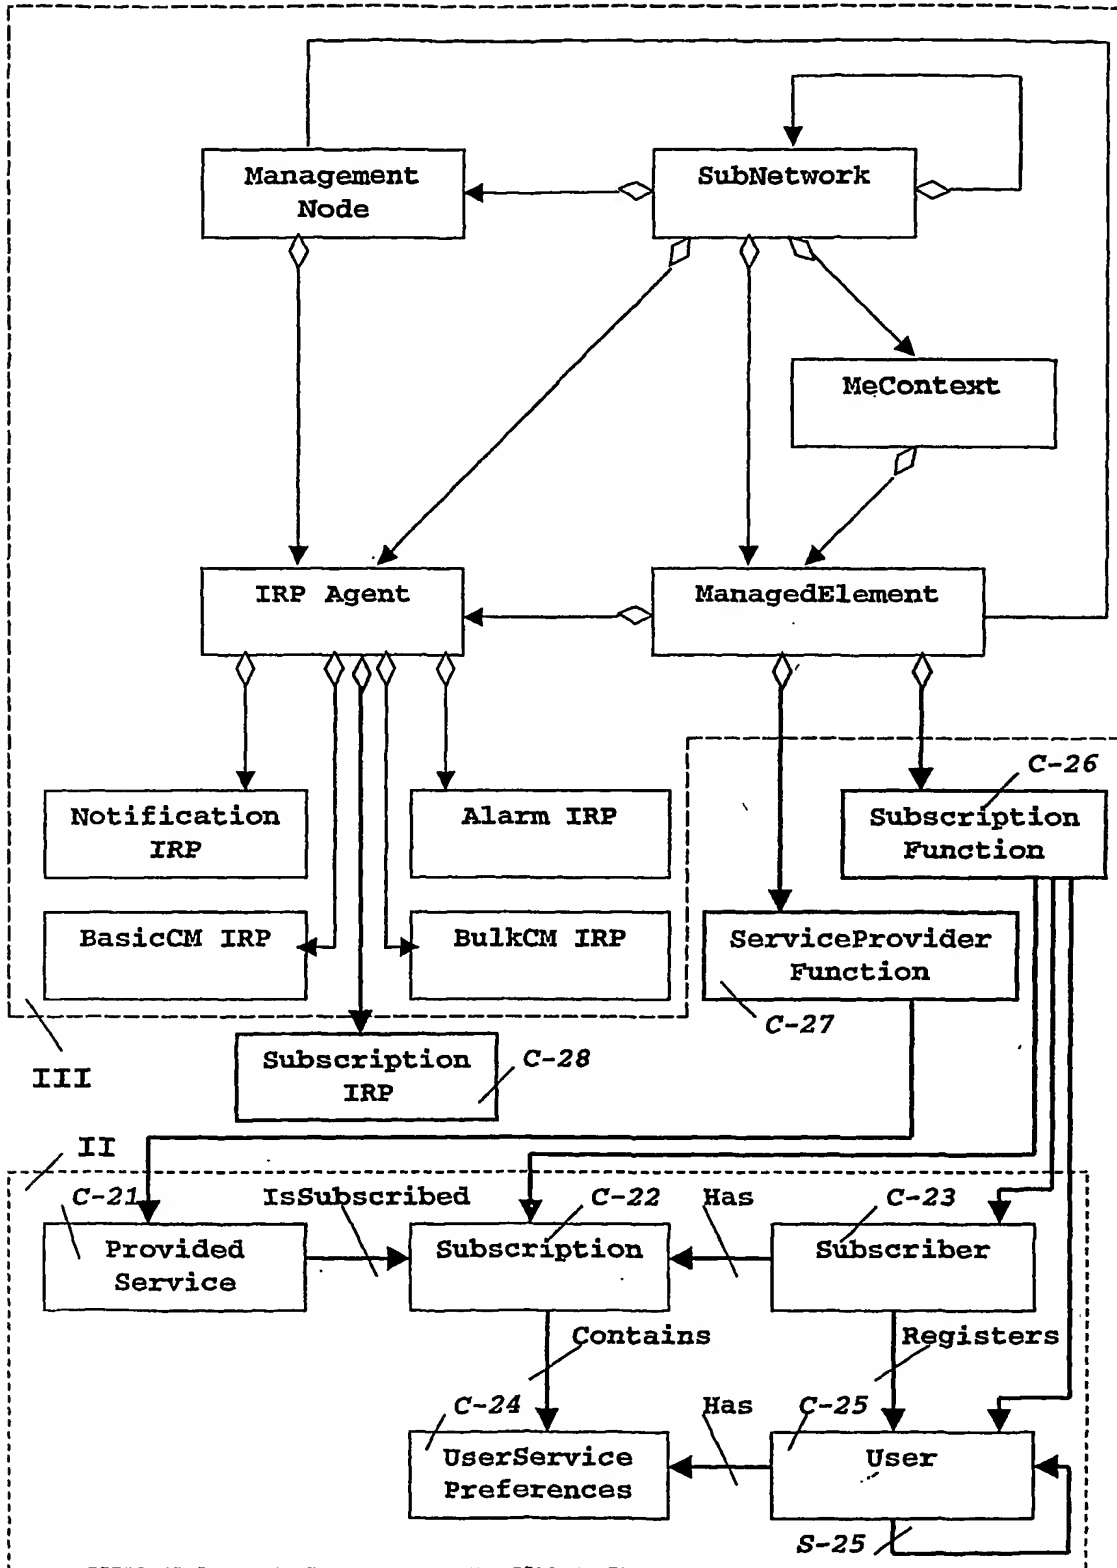 Management
Node
SubNetwork
MeContext
IRP Agent
ManagedElement
C-26
Notification
IRP
Alarm IRP
Subscription
Function
BasicCM IRP
BulkCM IRP
ServiceProvider
Function
C-27
III
Subscription
IRP
C-28
II
C-21
IsSubscribed
C-22
Has
C-23
Provided
Service
Subscription
Subscriber
Contains
Registers
C-24
Has
C-25
UserService
Preferences
User
S-25